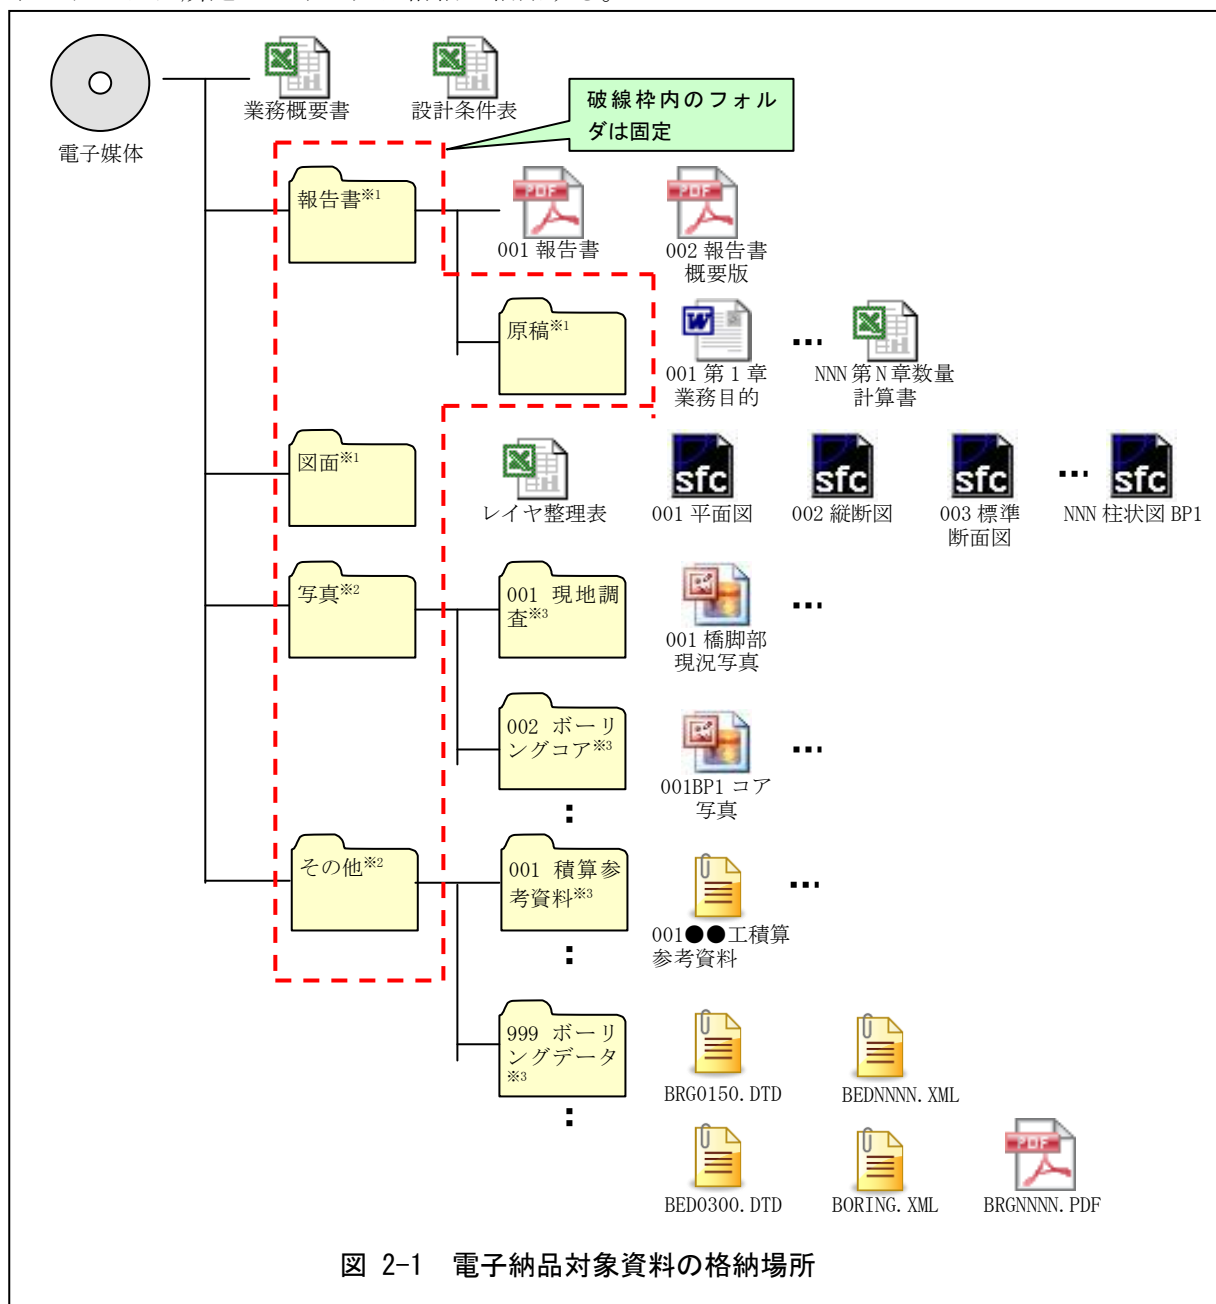 業務概要書
設計条件表
電子媒体
破線枠内のフォル
ダは固定
報告書※1
001 報告書
002 報告書
概要版
原稿※1
001 第 1 章
業務目的
…
NNN 第 N 章数量
計算書
図面※1
レイヤ整理表
001 平面図
002 縦断図
003 標準
断面図
…
NNN 柱状図 BP1
写真※2
001 現地調
査※3
001 橋脚部
現況写真
…
002 ボーリ
ングコア※3
001BP1 コア
写真
…
:
その他※2
001 積算参
考資料※3
001●●工積算
参考資料
…
:
999 ボーリ
ングデータ
※3
BRG0150.DTD
BEDNNNN.XML
:
BED0300.DTD
BORING.XML
BRGNNNN.PDF
図 2-1 電子納品対象資料の格納場所